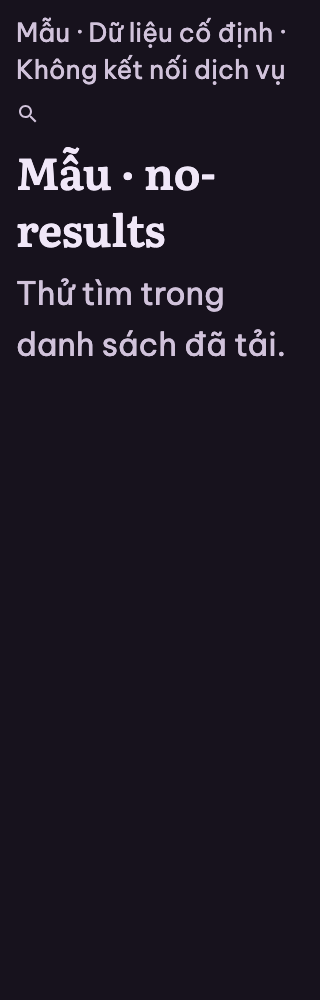 Mẫu · Dữ liệu cố định ·
Không kết nối dịch vụ
Mẫu · no-
results
Thử tìm trong
danh sách đã tải.